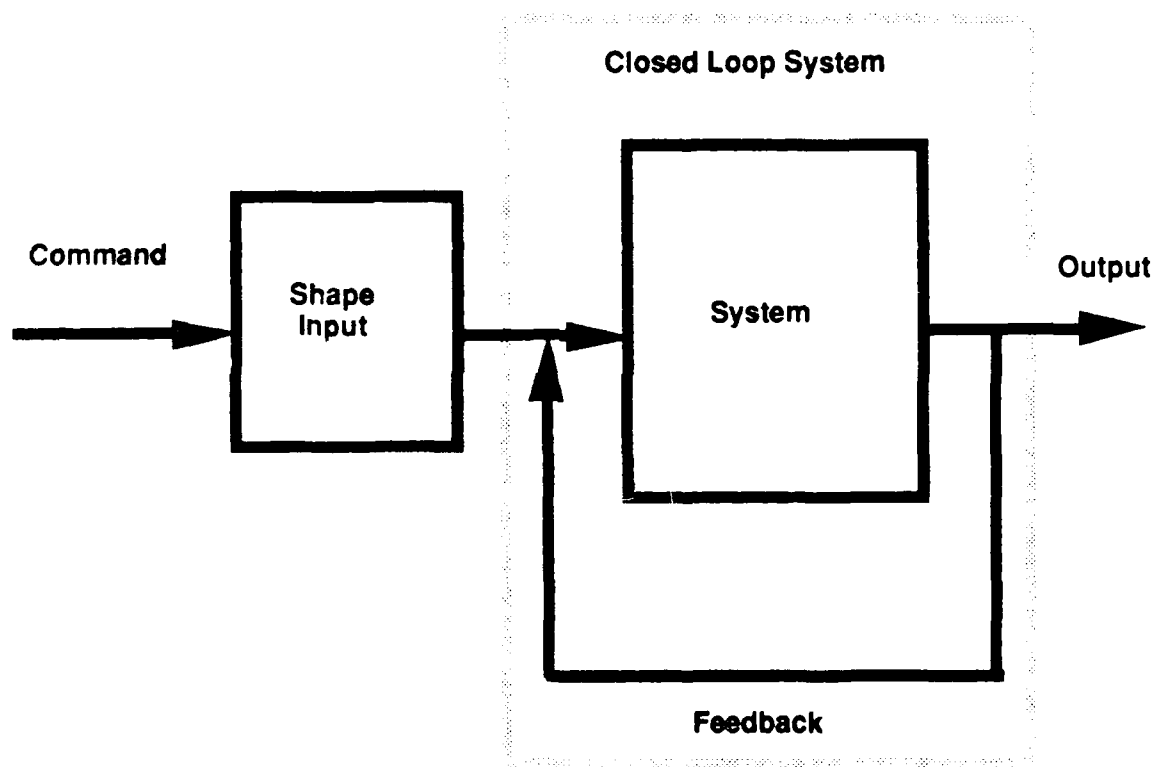 Closed Loop System
Command
Shape
Input
System
Output
Feedback